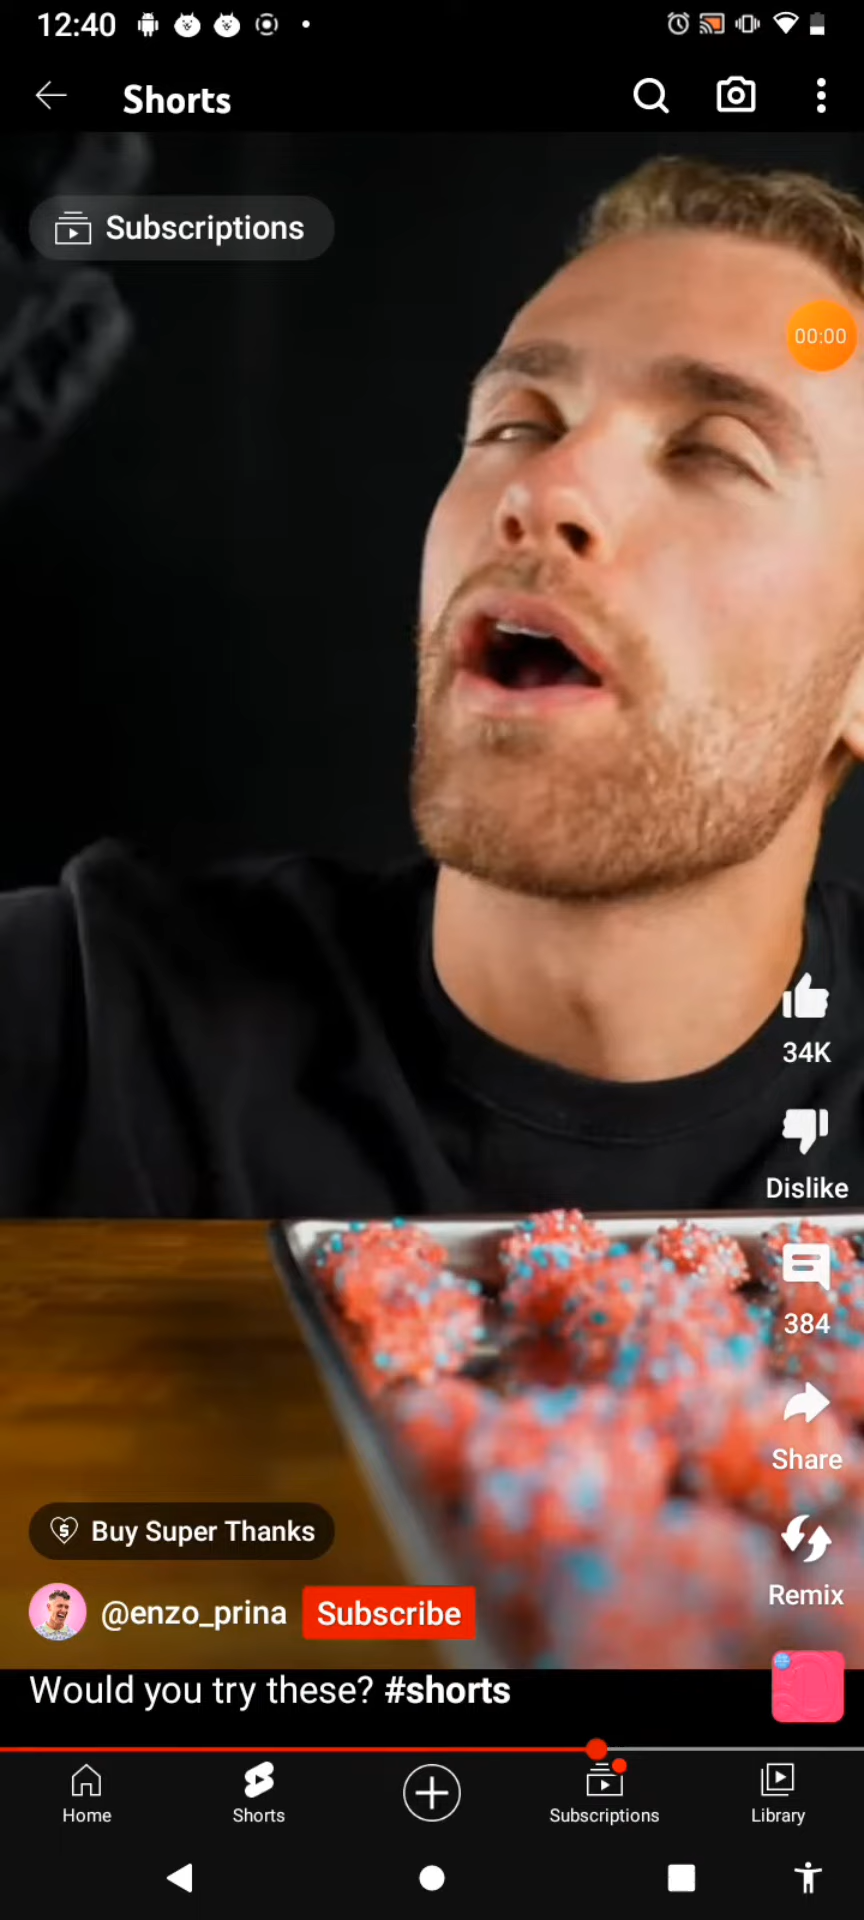 12:40
Shorts
Subscriptions
00:00
34K
Dislike
384
Share
Remix
Buy Super Thanks
@enzo_prina
Subscribe
Would you try these? #shorts
Home
Shorts
Subscriptions
Library